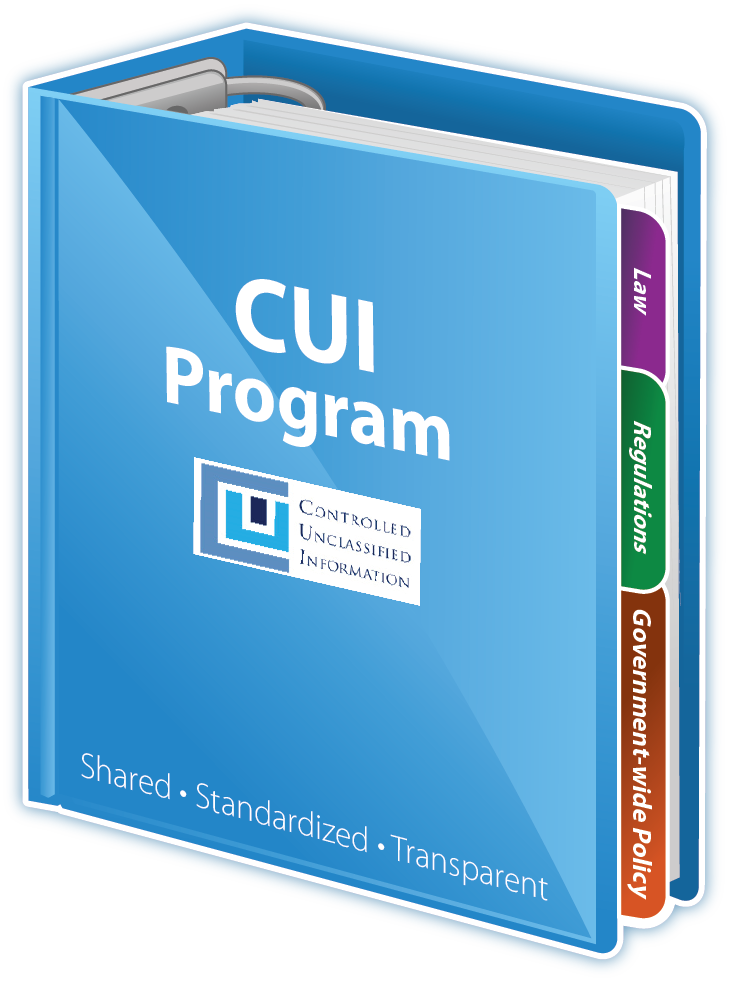 CUI
Program
CONTROLLED
UNCLASSIFIED
INFORMATION
Shared • Standardized • Transparent
Law
Regulations
Government-wide Policy